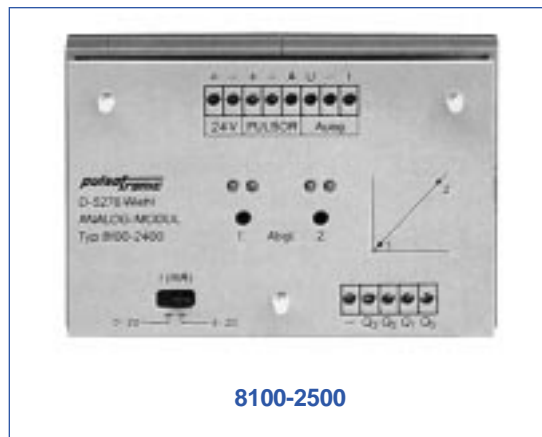 + - + - A U - I
24 V PULSOR Ausg.
pulsotronic
D-5276 Wiehl
ANALOG-MODUL
Typ 8100-2400
1 Abgl. 2
2
1
I (mA)
0-20 4-20
- Q3 Q2 Q1 Q0
8100-2500